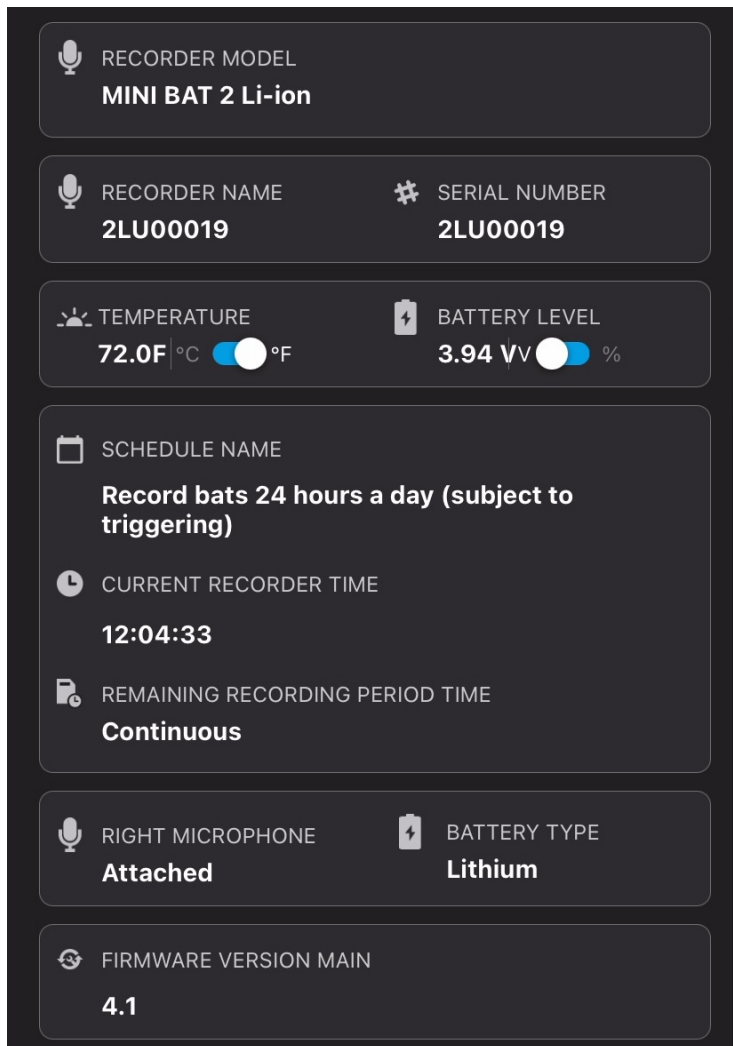 RECORDER MODEL
MINI BAT 2 Li-ion
RECORDER NAME
2LU00019
SERIAL NUMBER
2LU00019
TEMPERATURE
72.0F °C °F
BATTERY LEVEL
3.94 V V %
SCHEDULE NAME
Record bats 24 hours a day (subject to
triggering)
CURRENT RECORDER TIME
12:04:33
REMAINING RECORDING PERIOD TIME
Continuous
RIGHT MICROPHONE
Attached
BATTERY TYPE
Lithium
FIRMWARE VERSION MAIN
4.1